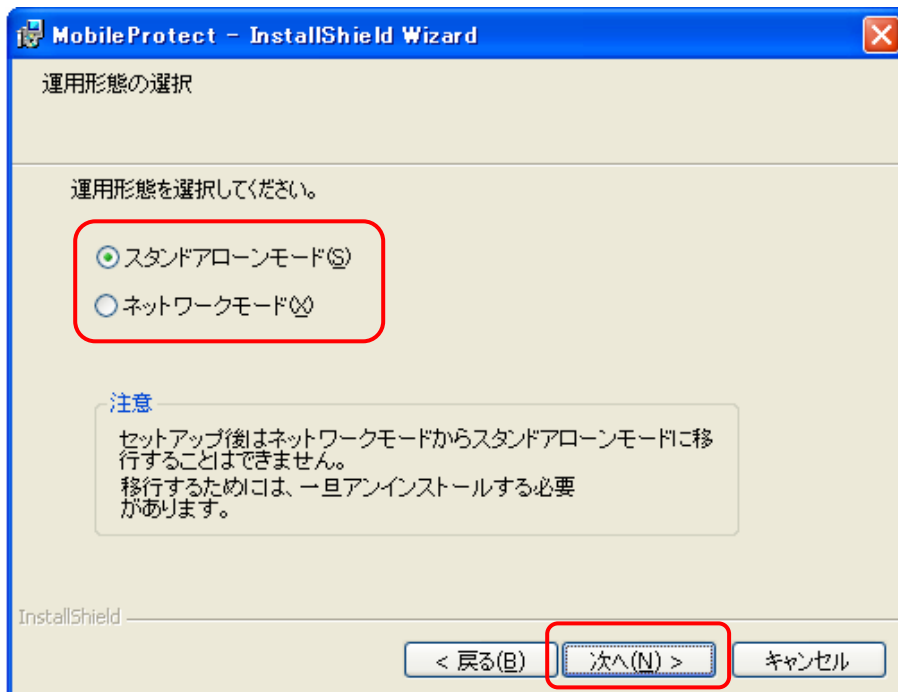 MobileProtect - InstallShield Wizard
運用形態の選択
運用形態を選択してください。
スタンドアローンモード(S)
ネットワークモード(X)
注意
セットアップ後はネットワークモードからスタンドアローンモードに移
行することはできません。
移行するためには、一旦アンインストールする必要
があります。
InstallShield
< 戻る(B)
次へ(N) >
キャンセル